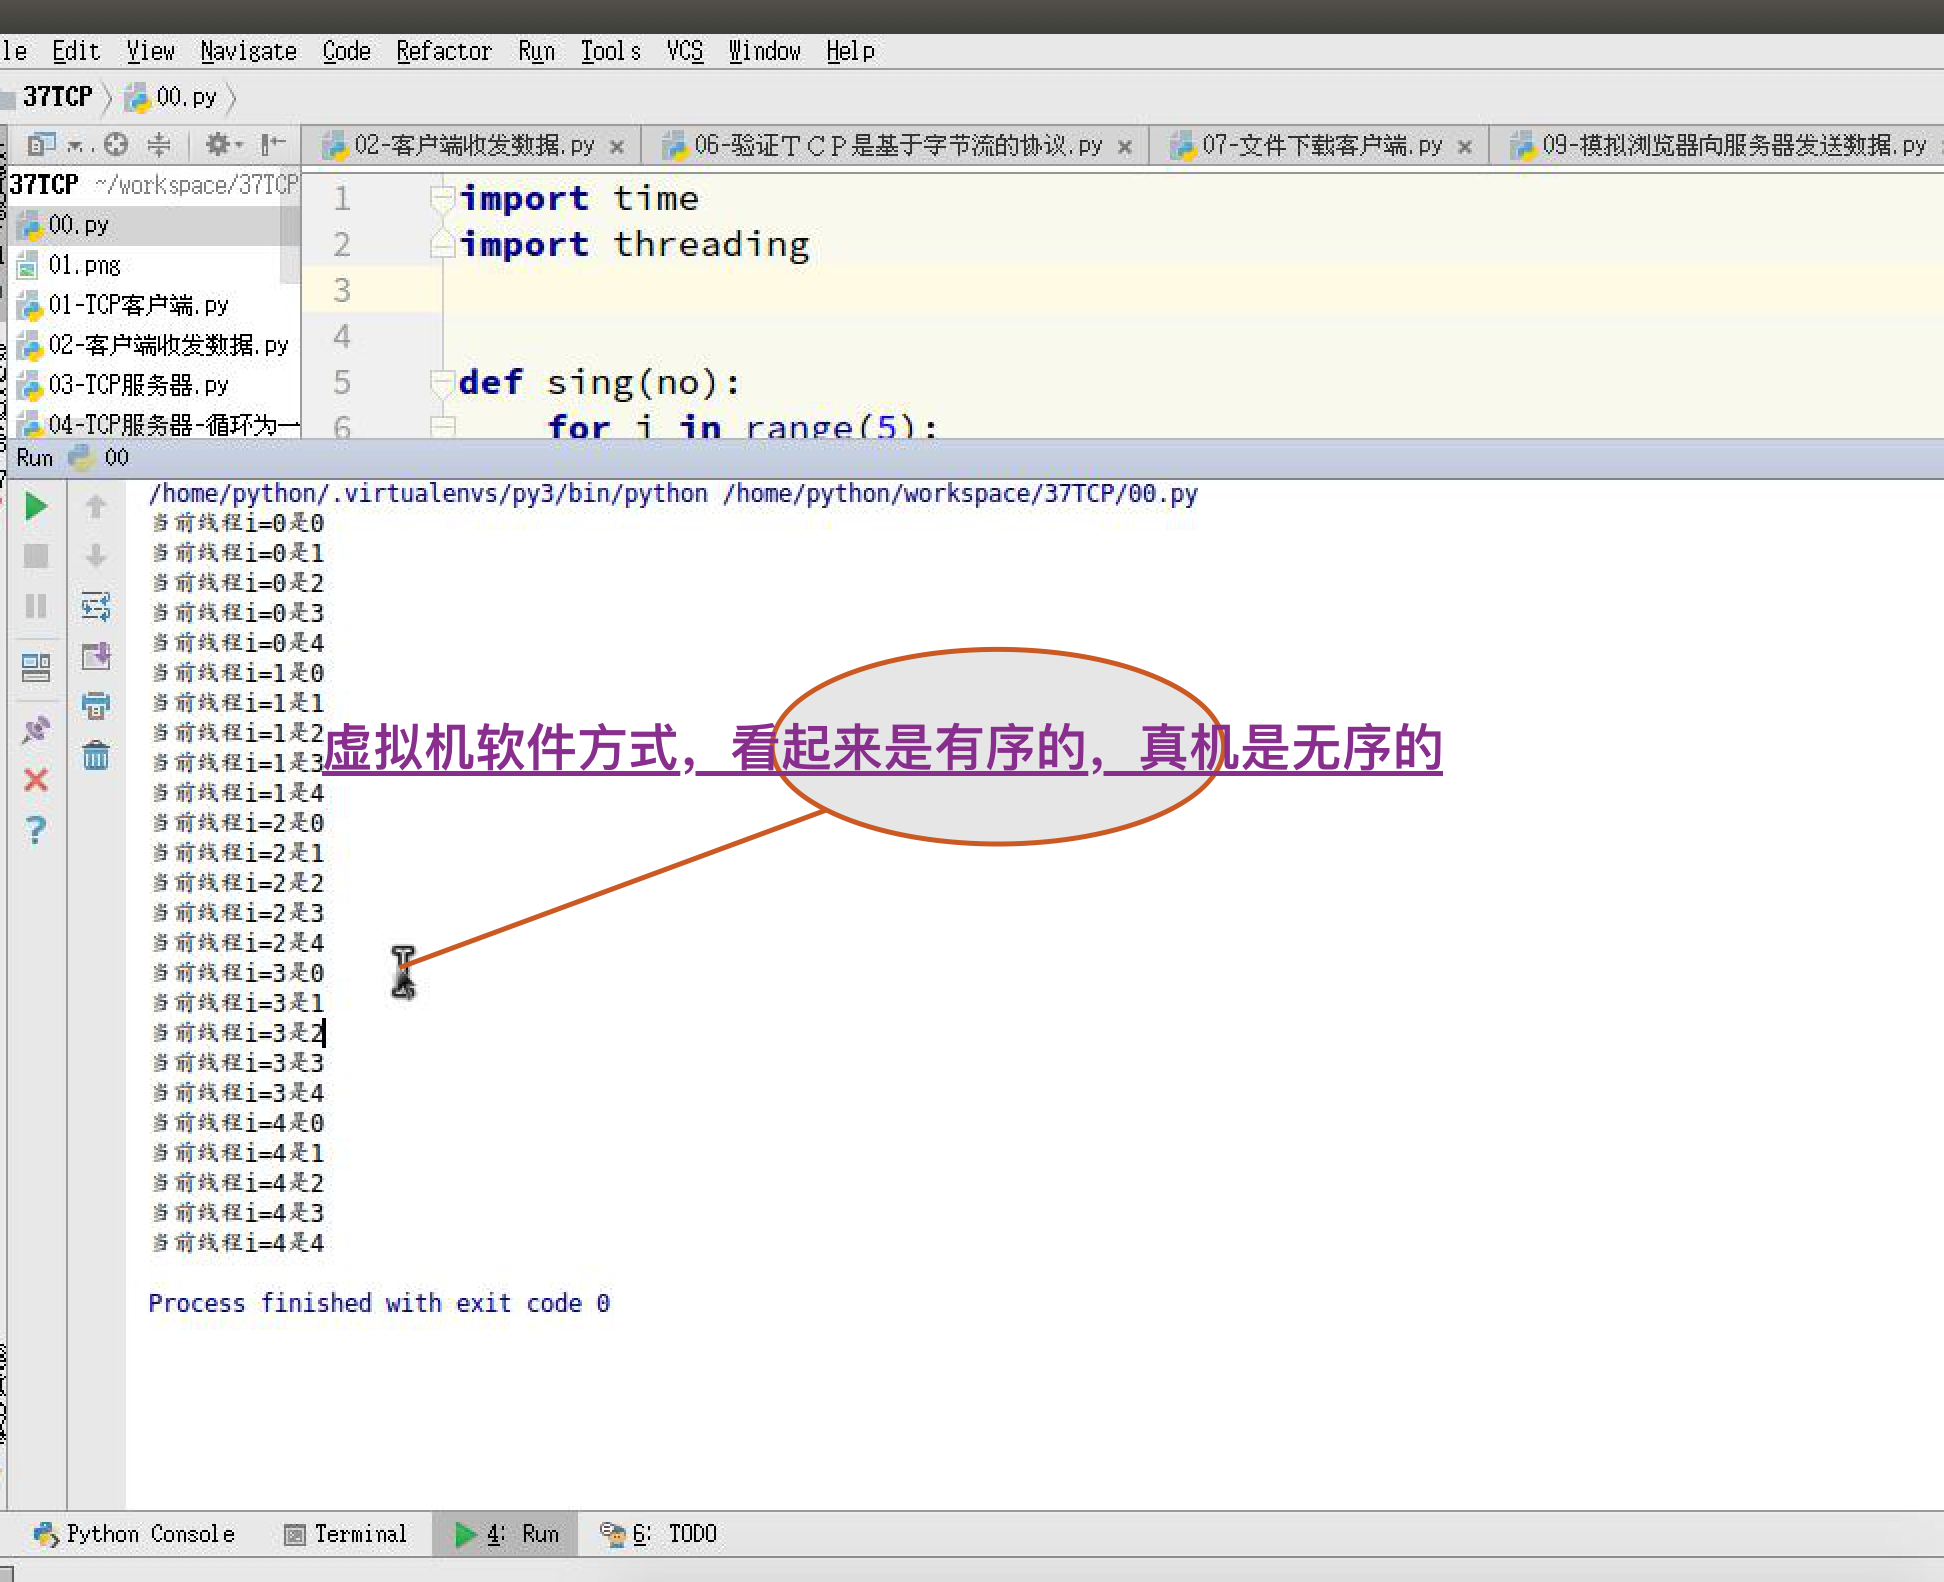 le Edit View Navigate Code Refactor Run Tools VCS Window Help
37TCP 00.py
02-客户端收发数据.py 06-验证TCP是基于字节流的协议.py 07-文件下载客户端.py 09-模拟浏览器向服务器发送数据.py
37TCP ~/workspace/37TCP
00.py
01.png
01-TCP客户端.py
02-客户端收发数据.py
03-TCP服务器.py
04-TCP服务器-循环为一
1 import time
2 import threading
3
4
5 def sing(no):
6 for i in range(5):
Run 00
/home/python/.virtualenvs/py3/bin/python /home/python/workspace/37TCP/00.py
当前线程i=0是0
当前线程i=0是1
当前线程i=0是2
当前线程i=0是3
当前线程i=0是4
当前线程i=1是0
当前线程i=1是1
当前线程i=1是2
当前线程i=1是3
虚拟机软件方式，看起来是有序的，真机是无序的
当前线程i=1是4
当前线程i=2是0
当前线程i=2是1
当前线程i=2是2
当前线程i=2是3
当前线程i=2是4
当前线程i=3是0
当前线程i=3是1
当前线程i=3是2
当前线程i=3是3
当前线程i=3是4
当前线程i=4是0
当前线程i=4是1
当前线程i=4是2
当前线程i=4是3
当前线程i=4是4
Process finished with exit code 0
Python Console Terminal 4: Run 6: TODO